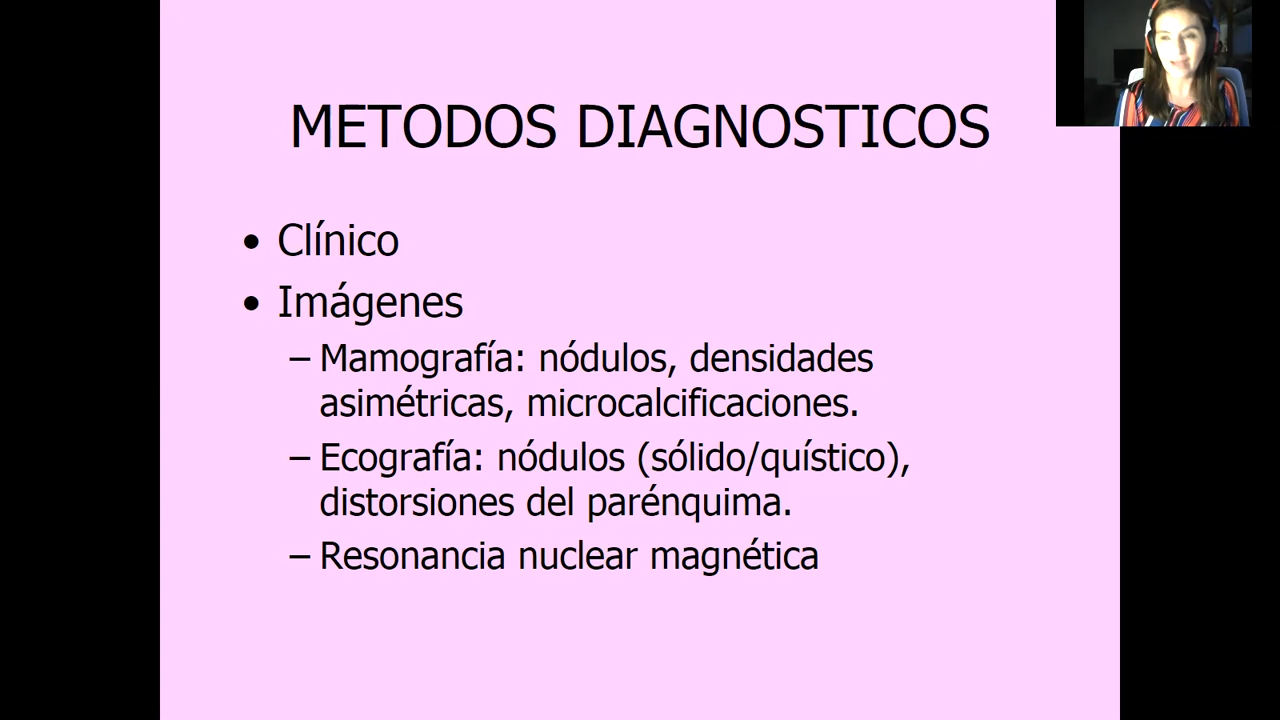 METODOS DIAGNOSTICOS
• Clínico
• Imágenes
– Mamografía: nódulos, densidades
asimétricas, microcalcificaciones.
– Ecografía: nódulos (sólido/quístico),
distorsiones del parénquima.
– Resonancia nuclear magnética